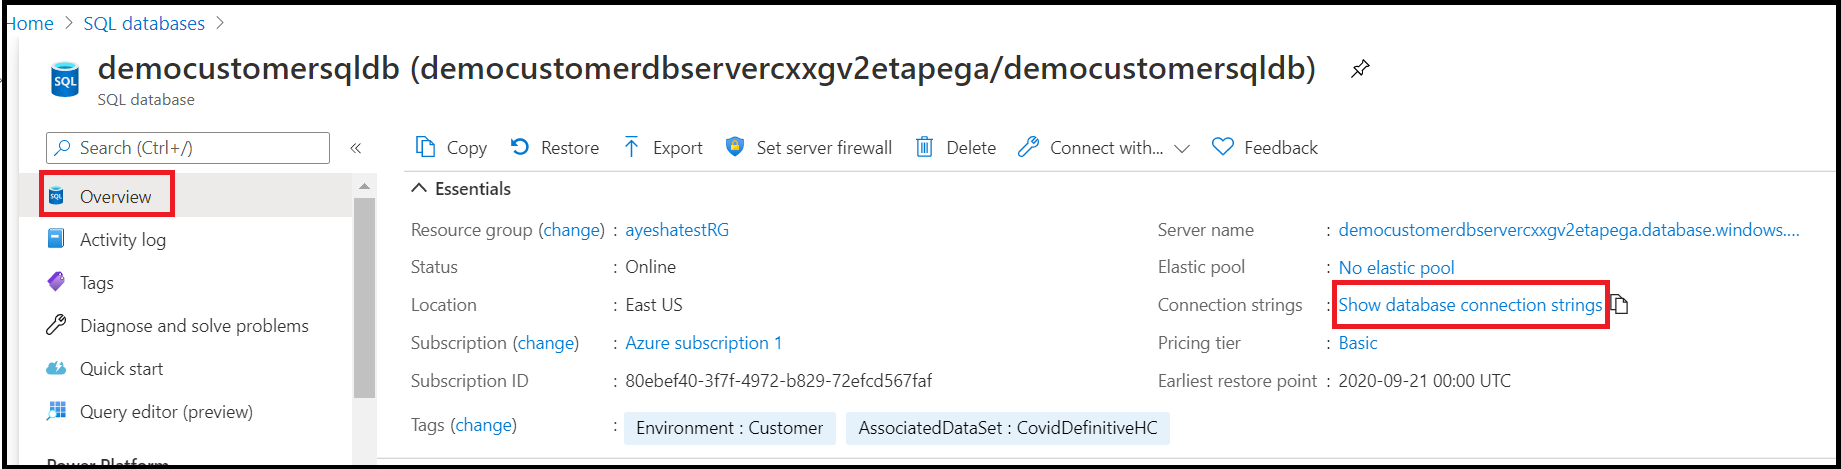 Home > SQL databases >
democustomersqldb (democustomerdbservercxxgv2etapega/democustomersqldb)
SQL
SQL database
Search (Ctrl+/) «
Copy Restore Export Set server firewall Delete Connect with... Feedback
Overview
Activity log
Tags
Diagnose and solve problems
Quick start
Query editor (preview)
Power Platform
Essentials
Resource group (change) : ayeshatestRG
Status : Online
Location : East US
Subscription (change) : Azure subscription 1
Subscription ID : 80ebef40-3f7f-4972-b829-72efcd567faf
Server name : democustomerdbservercxxgv2etapega.database.windows....
Elastic pool : No elastic pool
Connection strings : Show database connection strings
Pricing tier : Basic
Earliest restore point : 2020-09-21 00:00 UTC
Tags (change) : Environment : Customer AssociatedDataSet : CovidDefinitiveHC